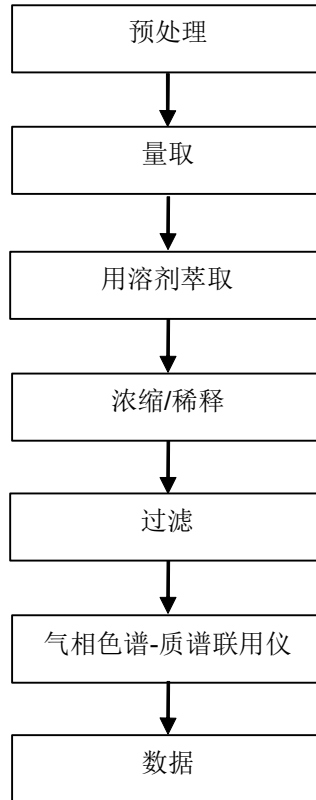 预处理
量取
用溶剂萃取
浓缩/稀释
过滤
气相色谱-质谱联用仪
数据